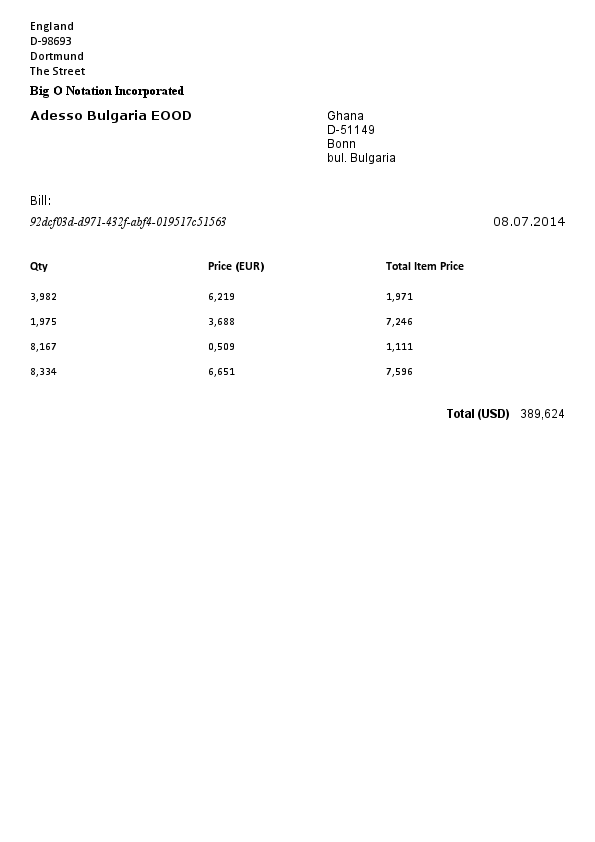 England
D-98693
Dortmund
The Street
Big O Notation Incorporated
Adesso Bulgaria EOOD
Ghana
D-51149
Bonn
bul. Bulgaria
Bill:
92dcf03d-d971-432f-abf4-019517c51563 08.07.2014
Qty Price (EUR) Total Item Price
3,982 6,219 1,971
1,975 3,688 7,246
8,167 0,509 1,111
8,334 6,651 7,596
Total (USD) 389,624